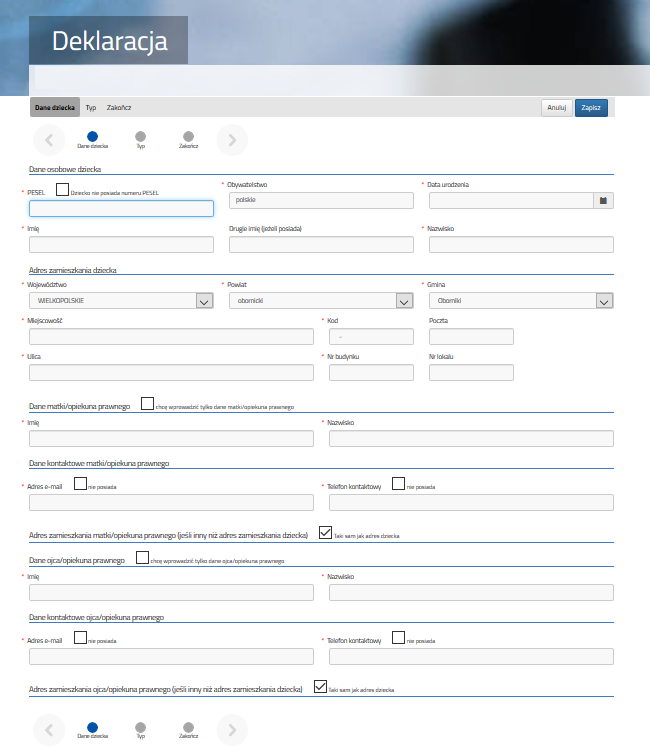 Deklaracja
Dane dziecka Typ Zakończ Anuluj Zapisz
Dane dziecka Typ Zakończ
Dane osobowe dziecka
* PESEL Dziecko nie posiada numeru PESEL * Obywatelstwo * Data urodzenia
polskie
* Imię Drugie imię (jeżeli posiada) * Nazwisko
Adres zamieszkania dziecka
* Województwo * Powiat * Gmina
WIELKOPOLSKIE obornicki Oborniki
* Miejscowość * Kod Poczta
-
* Ulica * Nr budynku Nr lokalu
Dane matki/opiekuna prawnego chcę wprowadzić tylko dane matki/opiekuna prawnego
* Imię * Nazwisko
Dane kontaktowe matki/opiekuna prawnego
* Adres e-mail nie posiada * Telefon kontaktowy nie posiada
Adres zamieszkania matki/opiekuna prawnego (jeśli inny niż adres zamieszkania dziecka) Taki sam jak adres dziecka
Dane ojca/opiekuna prawnego chcę wprowadzić tylko dane ojca/opiekuna prawnego
* Imię * Nazwisko
Dane kontaktowe ojca/opiekuna prawnego
* Adres e-mail nie posiada * Telefon kontaktowy nie posiada
Adres zamieszkania ojca/opiekuna prawnego (jeśli inny niż adres zamieszkania dziecka) Taki sam jak adres dziecka
Dane dziecka Typ Zakończ